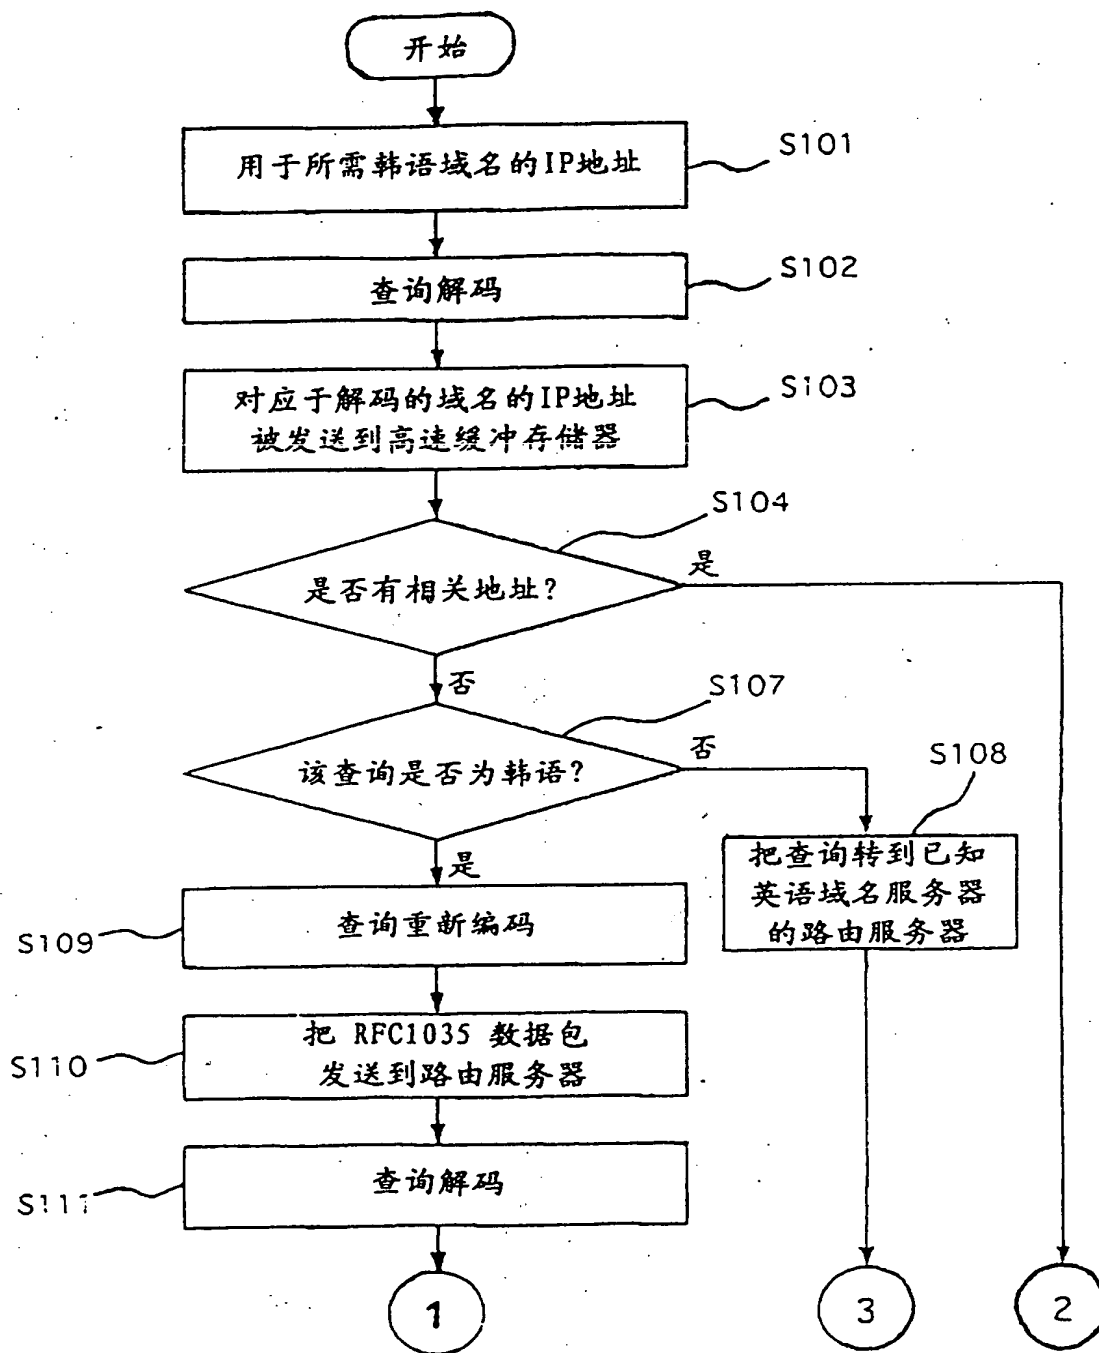 开始
用于所需韩语域名的IP地址
S101
查询解码
S102
对应于解码的域名的IP地址
被发送到高速缓冲存储器
S103
S104
是否有相关地址?
是
否
S107
该查询是否为韩语?
否
S108
把查询转到已知
英语域名服务器
的路由服务器
是
查询重新编码
S109
把 RFC1035 数据包
发送到路由服务器
S110
查询解码
S111
1
3
2